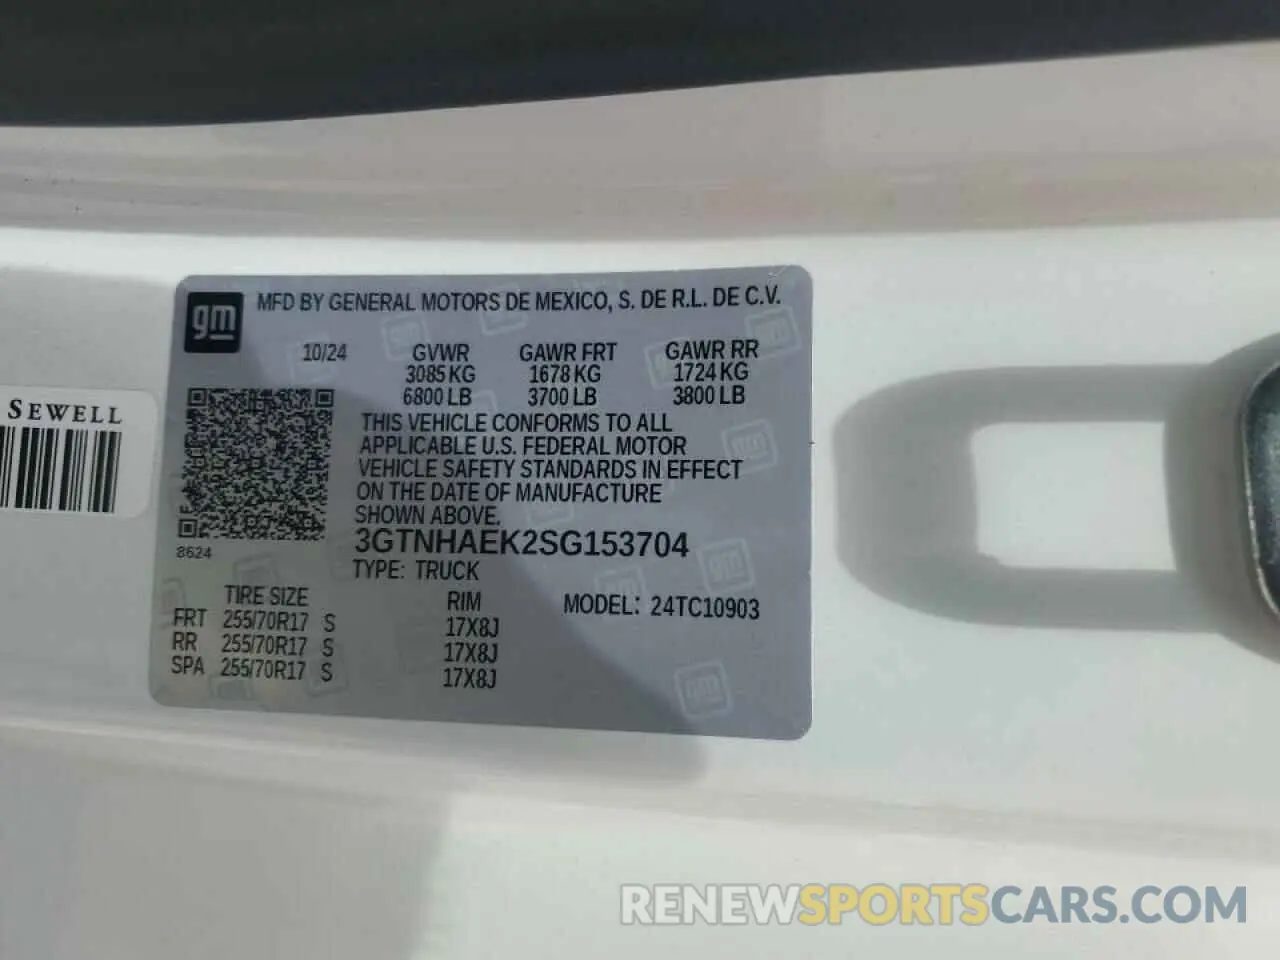 MFD BY GENERAL MOTORS DE MEXICO, S. DE R.L. DE C.V.
gm
10/24 GVWR GAWR FRT GAWR RR
3085 KG 1678 KG 1724 KG
6800 LB 3700 LB 3800 LB
SEWELL
THIS VEHICLE CONFORMS TO ALL
APPLICABLE U.S. FEDERAL MOTOR
VEHICLE SAFETY STANDARDS IN EFFECT
ON THE DATE OF MANUFACTURE
SHOWN ABOVE.
3GTNHAEK2SG153704
8624
TYPE: TRUCK
TIRE SIZE RIM MODEL: 24TC10903
FRT 255/70R17 S 17X8J
RR 255/70R17 S 17X8J
SPA 255/70R17 S 17X8J
RENEWSPORTSCARS.COM